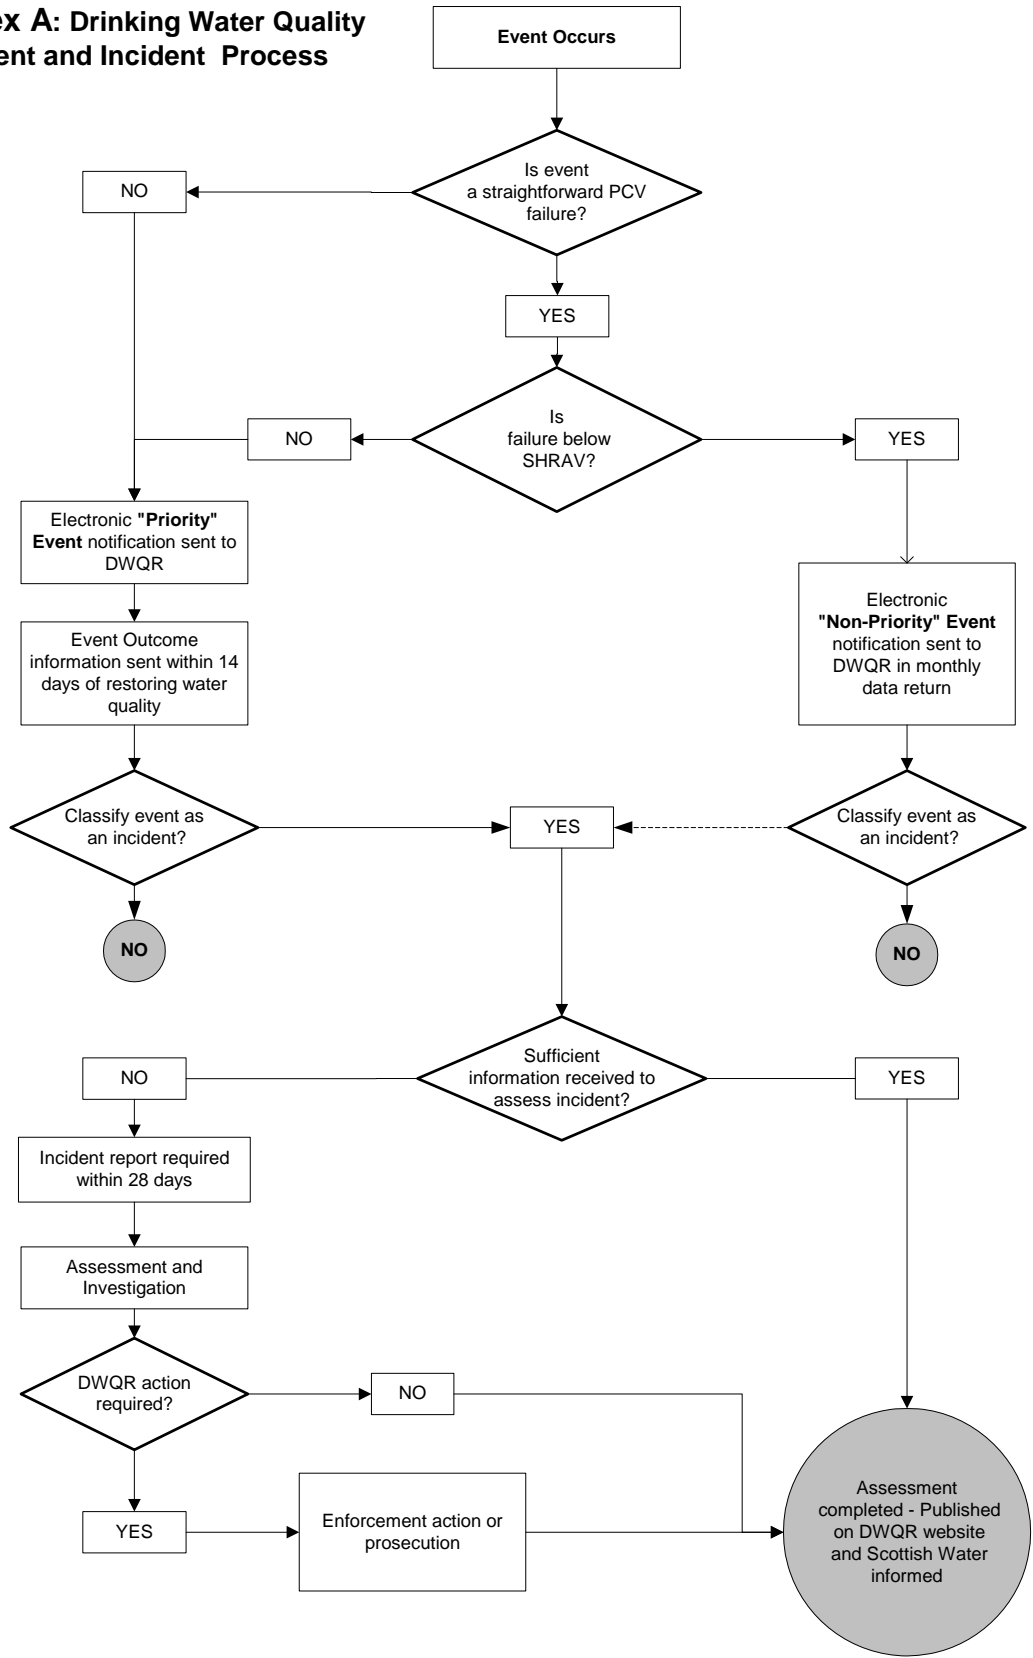 ex A: Drinking Water Quality
ent and Incident Process
Event Occurs
Is event
a straightforward PCV
failure?
NO
YES
Is
failure below
SHRAV?
NO
YES
Electronic "Priority"
Event notification sent to
DWQR
Electronic
"Non-Priority" Event
notification sent to
DWQR in monthly
data return
Event Outcome
information sent within 14
days of restoring water
quality
Classify event as
an incident?
YES
Classify event as
an incident?
NO
NO
Sufficient
information received to
assess incident?
NO
YES
Incident report required
within 28 days
Assessment and
Investigation
DWQR action
required?
NO
YES
Enforcement action or
prosecution
Assessment
completed - Published
on DWQR website
and Scottish Water
informed